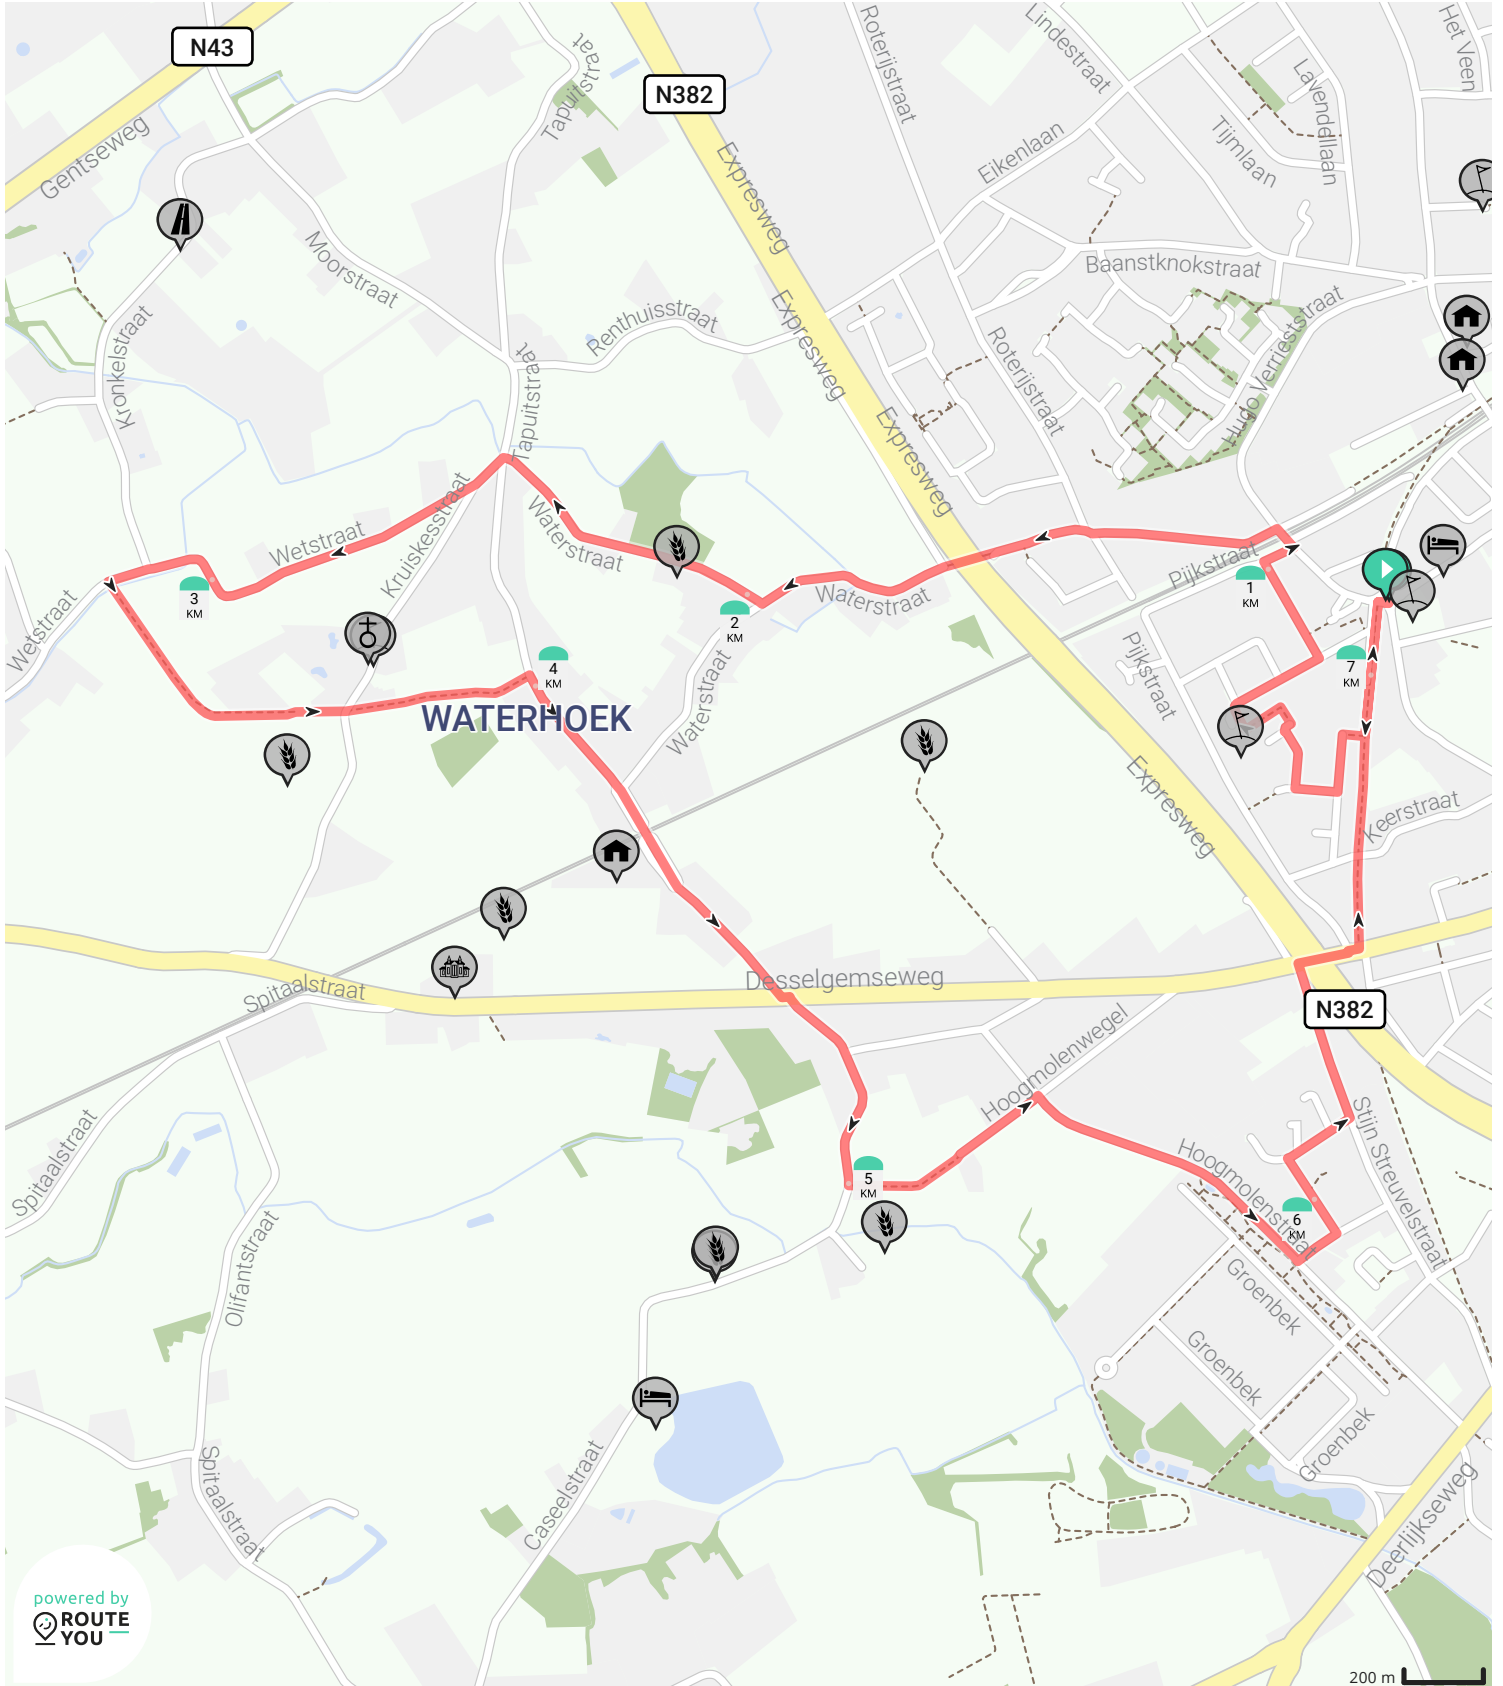 N43
N382
Gentseweg
Tapuitstraat
Tapuitstraat
Roterijstraat
Lindestraat
Lavendellaan
Het Veen
Eikenlaan
Tijmlaan
Expresweg
Moorstraat
Baanstknokstraat
Kronkelstraat
Renthuisstraat
Expresweg
Roterijstraat
Hugo Verrieststraat
Tapuitstraat
Expresweg
Kruiskesstraat
Wetstraat
Waterstraat
Pijkstraat
1
KM
3
KM
Waterstraat
2
KM
Wetstraat
4
KM
7
KM
Pijkstraat
Waterstraat
WATERHOEK
Expresweg
Keerstraat
Spitaalstraat
Desselgemseweg
N382
Hoogmolenwegel
Stijn Streuvelstraat
Spitaalstraat
5
KM
Hoogmolenstraat
6
KM
Olifantstraat
Groenbek
Groenbek
Groenbek
Spitaalstraat
Caseelstraat
Deerlijkseweg
powered by
ROUTE
YOU
200 m